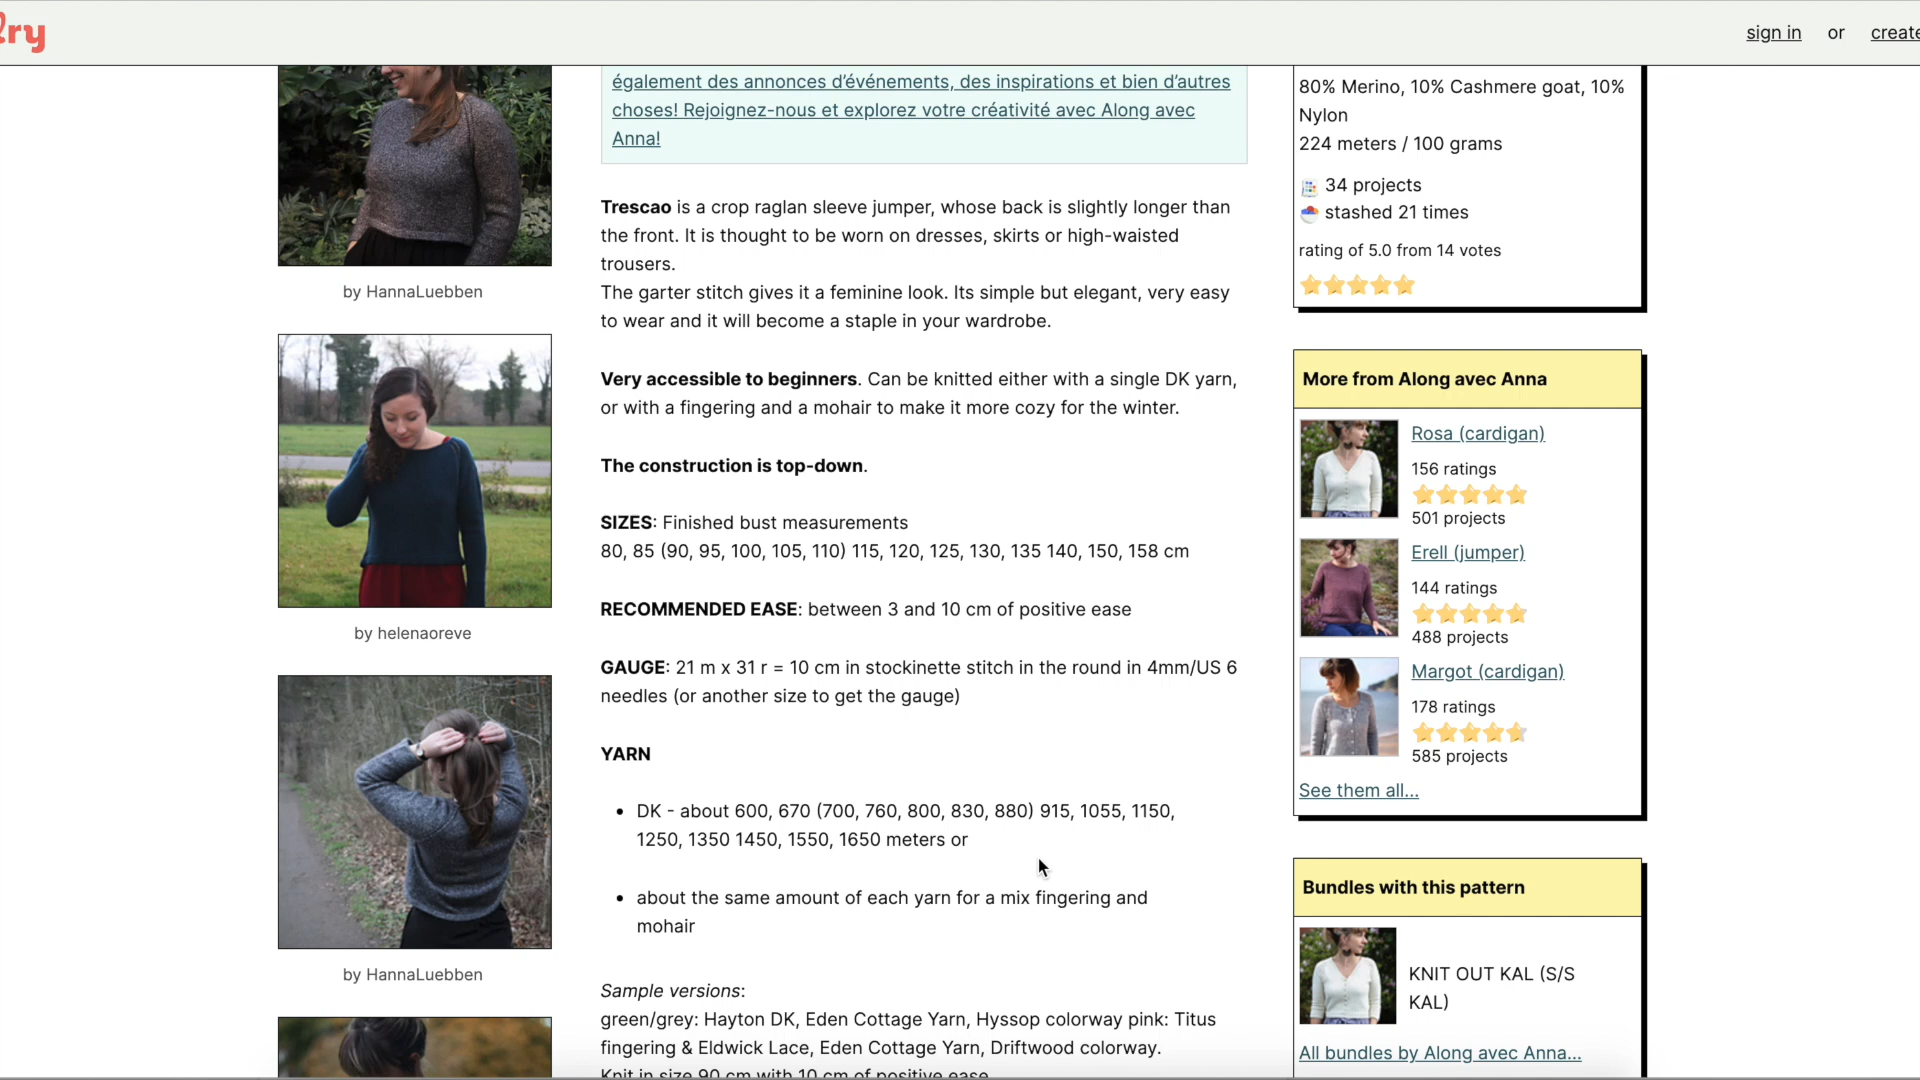 ry
sign in or create
également des annonces d'événements, des inspirations et bien d'autres
choses! Rejoignez-nous et explorez votre créativité avec Along avec
Anna!
Trescao is a crop raglan sleeve jumper, whose back is slightly longer than
the front. It is thought to be worn on dresses, skirts or high-waisted
trousers.
The garter stitch gives it a feminine look. Its simple but elegant, very easy
to wear and it will become a staple in your wardrobe.
Very accessible to beginners. Can be knitted either with a single DK yarn,
or with a fingering and a mohair to make it more cozy for the winter.
The construction is top-down.
SIZES: Finished bust measurements
80, 85 (90, 95, 100, 105, 110) 115, 120, 125, 130, 135 140, 150, 158 cm
RECOMMENDED EASE: between 3 and 10 cm of positive ease
GAUGE: 21 m x 31 r = 10 cm in stockinette stitch in the round in 4mm/US 6
needles (or another size to get the gauge)
YARN
• DK - about 600, 670 (700, 760, 800, 830, 880) 915, 1055, 1150,
1250, 1350 1450, 1550, 1650 meters or
• about the same amount of each yarn for a mix fingering and
mohair
Sample versions:
green/grey: Hayton DK, Eden Cottage Yarn, Hyssop colorway pink: Titus
fingering & Eldwick Lace, Eden Cottage Yarn, Driftwood colorway.
Knit in size 90 cm with 10 cm of positive ease
by HannaLuebben
by helenaoreve
by HannaLuebben
80% Merino, 10% Cashmere goat, 10%
Nylon
224 meters / 100 grams
34 projects
stashed 21 times
rating of 5.0 from 14 votes
More from Along avec Anna
Rosa (cardigan)
156 ratings
501 projects
Erell (jumper)
144 ratings
488 projects
Margot (cardigan)
178 ratings
585 projects
See them all...
Bundles with this pattern
KNIT OUT KAL (S/S
KAL)
All bundles by Along avec Anna...